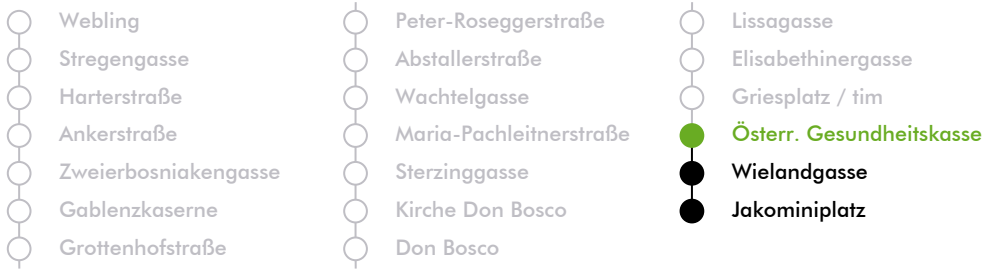 Webling
Stregengasse
Harterstraße
Ankerstraße
Zweierbosniakengasse
Gablenzkaserne
Grottenhofstraße
Peter-Roseggerstraße
Abstallerstraße
Wachtelgasse
Maria-Pachleitnerstraße
Sterzinggasse
Kirche Don Bosco
Don Bosco
Lissagasse
Elisabethinergasse
Griesplatz / tim
Österr. Gesundheitskasse
Wielandgasse
Jakominiplatz